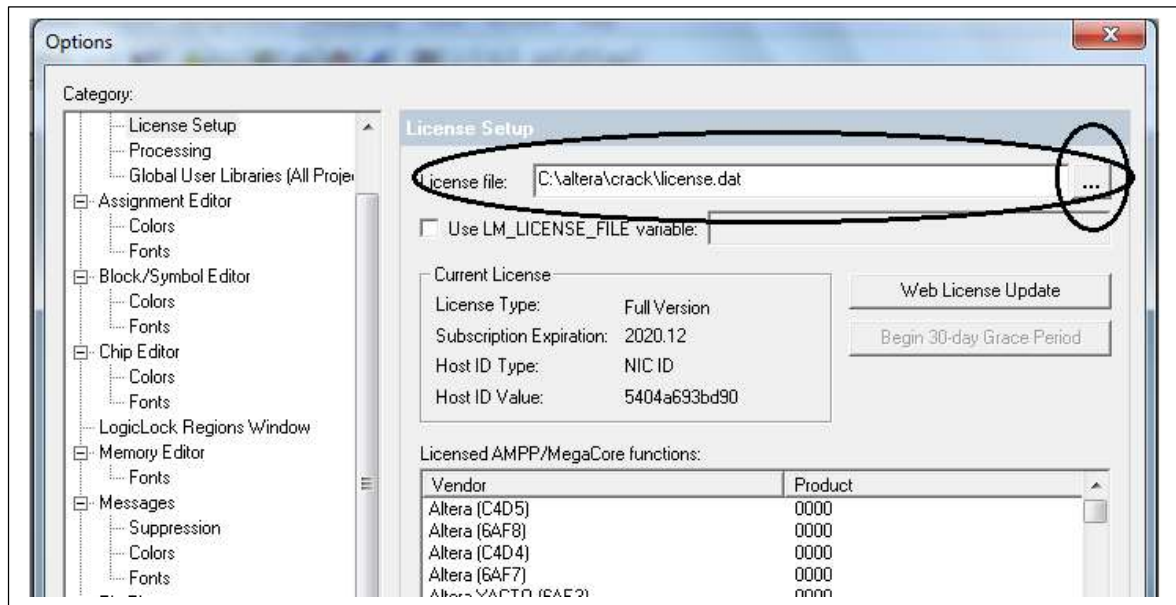 Options
Category:
License Setup
Processing
Global User Libraries (All Proje
Assignment Editor
Colors
Fonts
Block/Symbol Editor
Colors
Fonts
Chip Editor
Colors
Fonts
LogicLock Regions Window
Memory Editor
Fonts
Messages
Suppression
Colors
Fonts
License Setup
License file: C:\altera\crack\license.dat ...
Use LM_LICENSE_FILE variable:
Current License
License Type: Full Version
Subscription Expiration: 2020.12
Host ID Type: NIC ID
Host ID Value: 5404a693bd90
Web License Update
Begin 30-day Grace Period
Licensed AMPP/MegaCore functions:
Vendor Product
Altera (C4D5) 0000
Altera (6AF8) 0000
Altera (C4D4) 0000
Altera (6AF7) 0000
Altera YACTO (6AF3) 0000